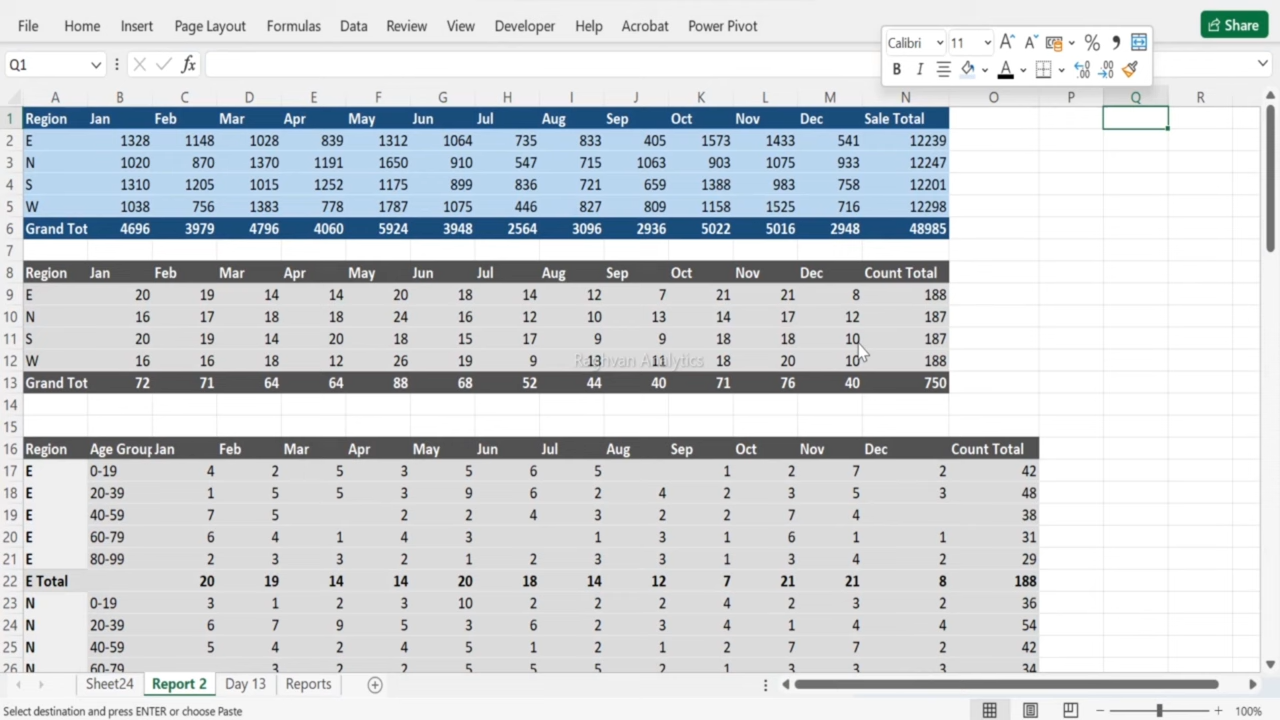 File Home Insert Page Layout Formulas Data Review View Developer Help Acrobat Power Pivot Share
Calibri 11
Q1 fx
A B C D E F G H I J K L M N O P Q R
1 Region Jan Feb Mar Apr May Jun Jul Aug Sep Oct Nov Dec Sale Total
2 E 1328 1148 1028 839 1312 1064 735 833 405 1573 1433 541 12239
3 N 1020 870 1370 1191 1650 910 547 715 1063 903 1075 933 12247
4 S 1310 1205 1015 1252 1175 899 836 721 659 1388 983 758 12201
5 W 1038 756 1383 778 1787 1075 446 827 809 1158 1525 716 12298
6 Grand Tot 4696 3979 4796 4060 5924 3948 2564 3096 2936 5022 5016 2948 48985
7
8 Region Jan Feb Mar Apr May Jun Jul Aug Sep Oct Nov Dec Count Total
9 E 20 19 14 14 20 18 14 12 7 21 21 8 188
10 N 16 17 18 18 24 16 12 10 13 14 17 12 187
11 S 20 19 14 20 18 15 17 9 9 18 18 10 187
12 W 16 16 18 12 26 19 9 13 11 18 20 10 188
Raghvan Analytics
13 Grand Tot 72 71 64 64 88 68 52 44 40 71 76 40 750
14
15
16 Region Age Group Jan Feb Mar Apr May Jun Jul Aug Sep Oct Nov Dec Count Total
17 E 0-19 4 2 5 3 5 6 5 1 2 7 2 42
18 E 20-39 1 5 5 3 9 6 2 4 2 3 5 3 48
19 E 40-59 7 5 2 2 4 3 2 2 7 4 38
20 E 60-79 6 4 1 4 3 1 3 1 6 1 1 31
21 E 80-99 2 3 3 2 1 2 3 1 3 4 2 29
22 E Total 20 19 14 14 20 18 14 12 7 21 21 8 188
23 N 0-19 3 1 2 3 10 2 2 2 4 2 3 2 36
24 N 20-39 6 7 9 5 3 6 2 3 4 1 4 4 54
25 N 40-59 5 4 2 4 5 1 2 1 2 7 7 2 42
26 N 60-79 3 2 2 5 5 5 2 1 3 3 3 34
Sheet24 Report 2 Day 13 Reports
Select destination and press ENTER or choose Paste 100%